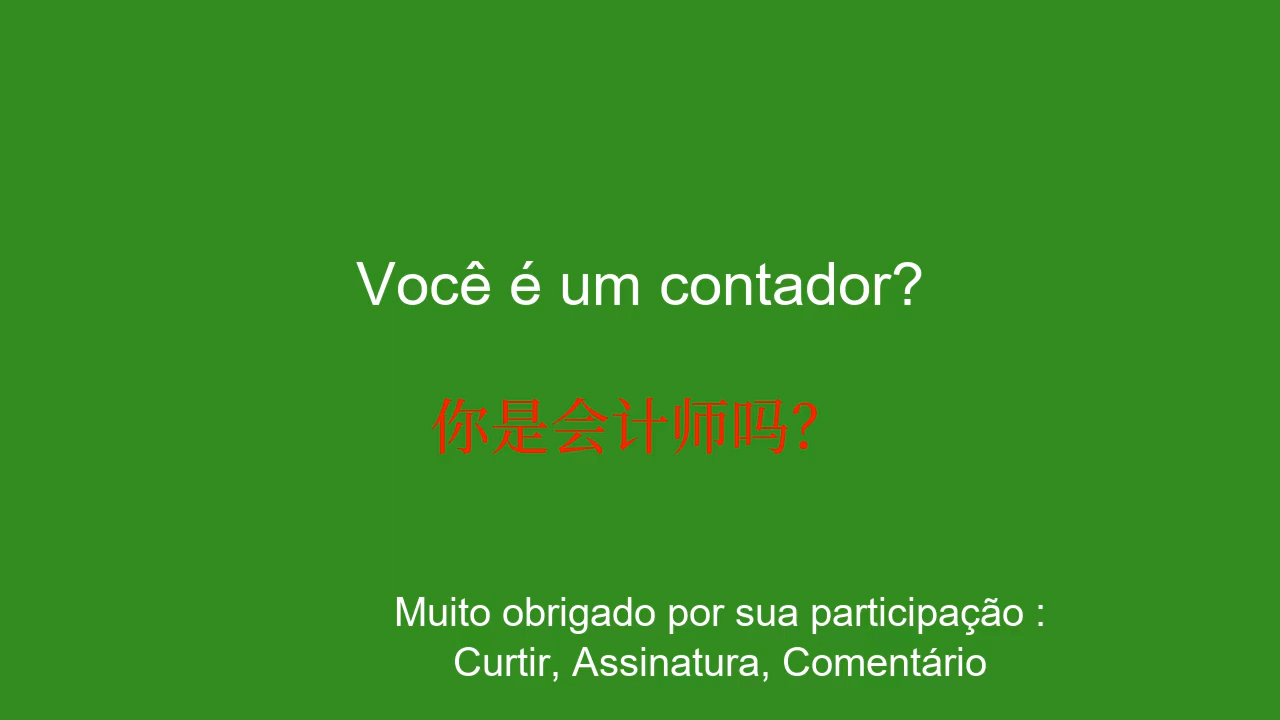 Você é um contador?
你是会计师吗?
Muito obrigado por sua participação :
Curtir, Assinatura, Comentário